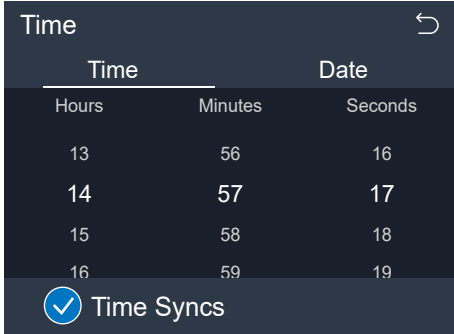 Time
Time Date
Hours Minutes Seconds
13 56 16
14 57 17
15 58 18
16 59 19
Time Syncs